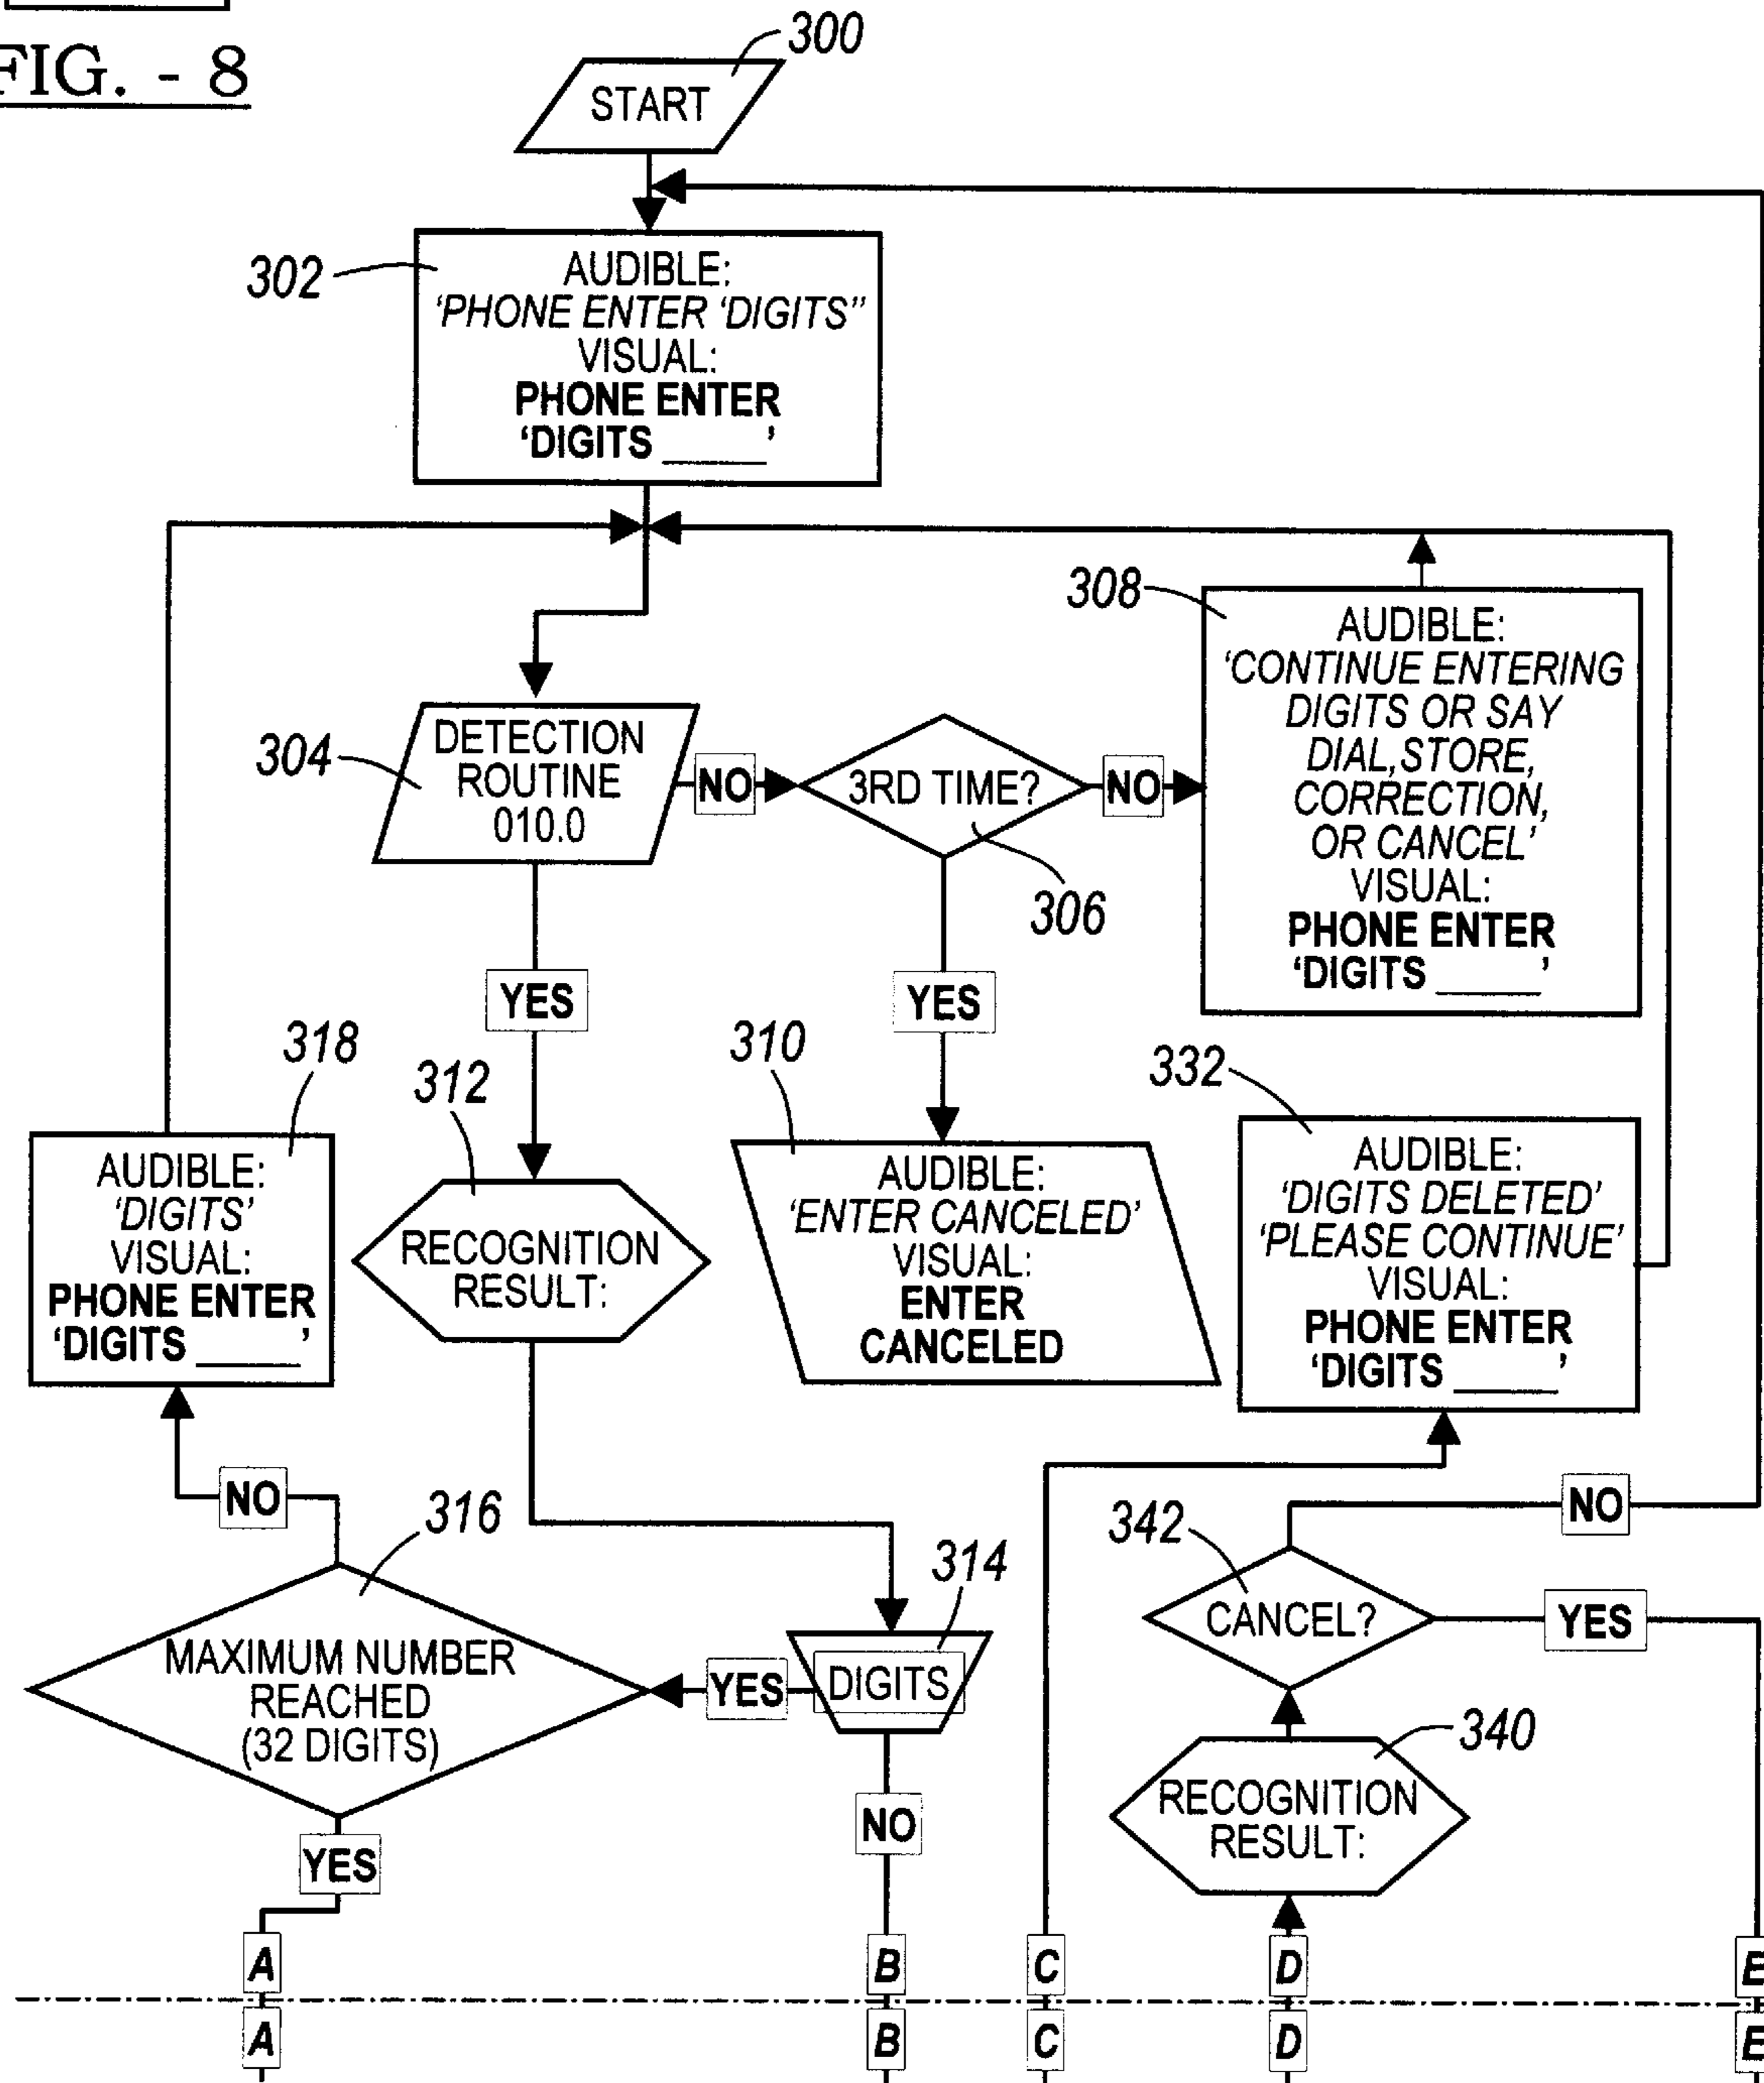 FIG. - 8
300
START
302
AUDIBLE:
'PHONE ENTER 'DIGITS''
VISUAL:
PHONE ENTER
'DIGITS _____'
308
AUDIBLE:
'CONTINUE ENTERING
DIGITS OR SAY
DIAL,STORE,
CORRECTION,
OR CANCEL'
VISUAL:
PHONE ENTER
'DIGITS _____'
304
DETECTION
ROUTINE
010.0
NO
3RD TIME?
NO
306
YES
YES
318
AUDIBLE:
'DIGITS'
VISUAL:
PHONE ENTER
'DIGITS _____'
312
RECOGNITION
RESULT:
310
AUDIBLE:
'ENTER CANCELED'
VISUAL:
ENTER
CANCELED
332
AUDIBLE:
'DIGITS DELETED'
'PLEASE CONTINUE'
VISUAL:
PHONE ENTER
'DIGITS _____'
NO
316
MAXIMUM NUMBER
REACHED
(32 DIGITS)
YES
314
DIGITS
YES
NO
342
CANCEL?
NO
YES
340
RECOGNITION
RESULT:
A
B
C
D
E
A
B
C
D
E